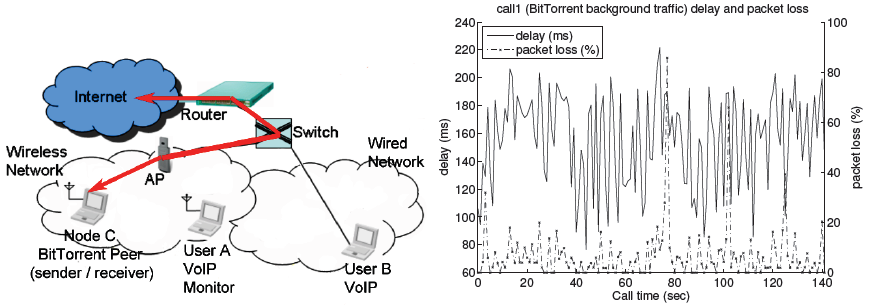 Internet
Router
Switch
Wireless
Network
AP
Wired
Network
Node C
BitTorrent Peer
(sender / receiver)
User A
VoIP
Monitor
User B
VoIP
call1 (BitTorrent background traffic) delay and packet loss
delay (ms)
packet loss (%)
240
220
200
180
160
140
120
100
80
60
delay (ms)
100
80
60
40
20
0
packet loss (%)
0
20
40
60
80
100
120
140
Call time (sec)